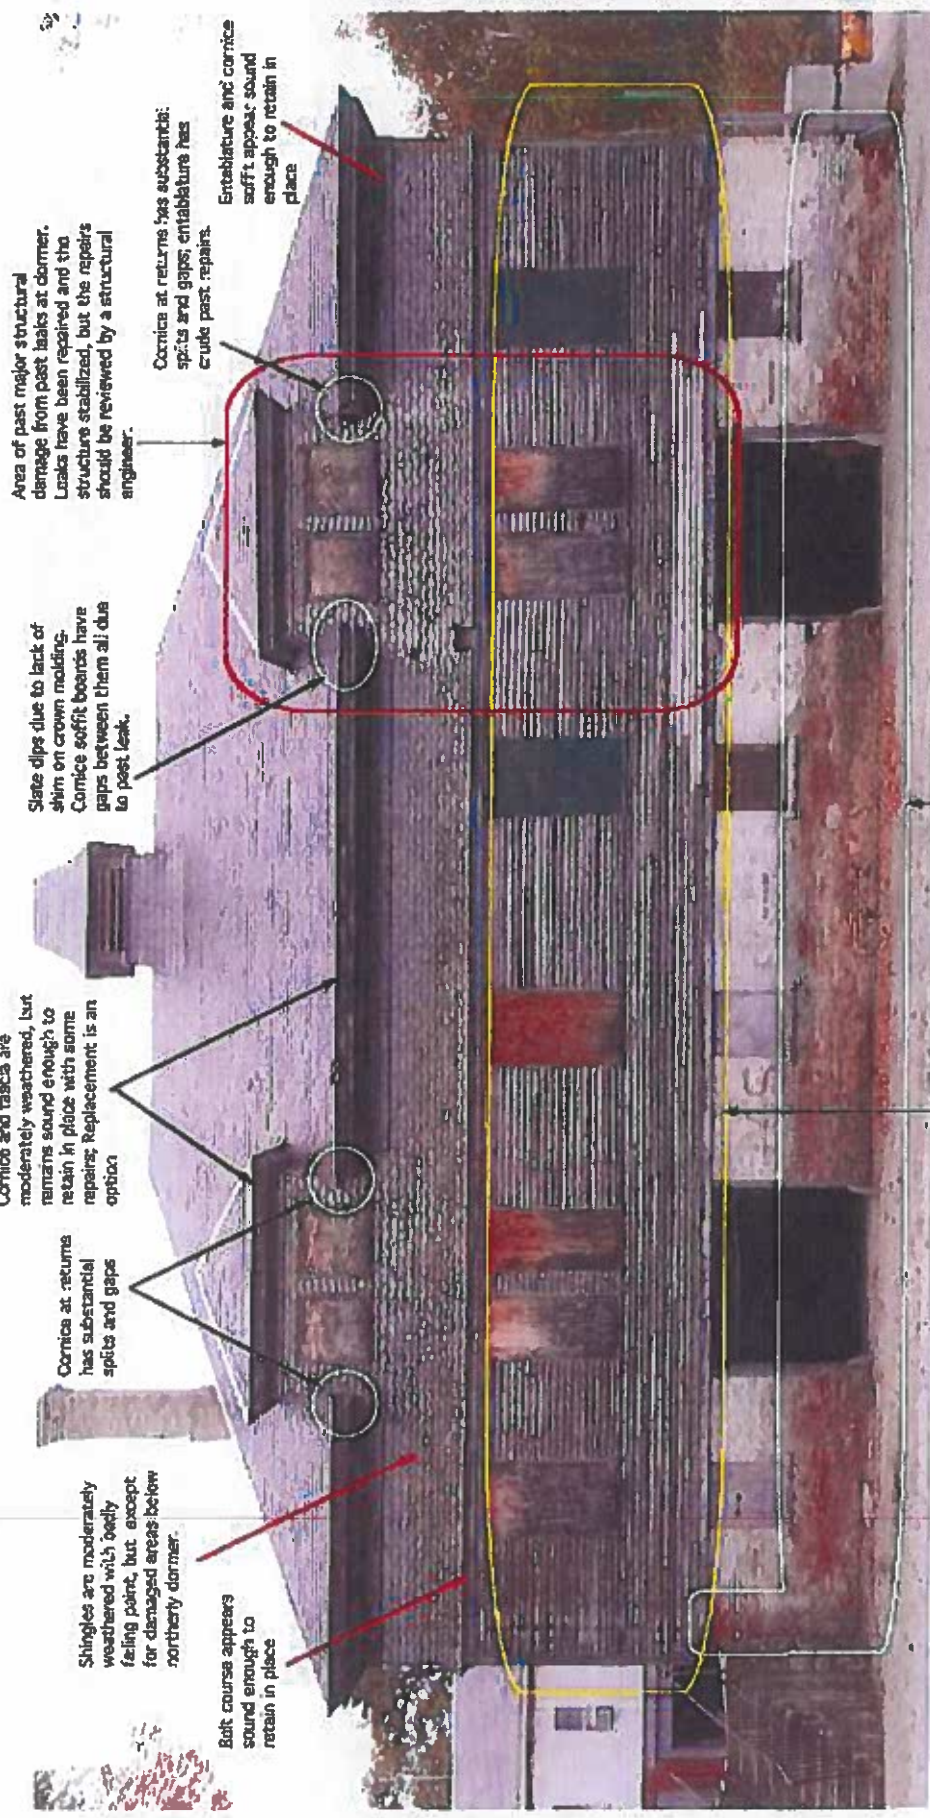 Shingles are moderately
weathered with badly
failing paint, but except
for damaged areas below
northerly dormer.
Belt course appears
sound enough to
retain in place
Cornice at returns
has substantial
splits and gaps
Cornice and fascia are
moderately weathered, but
remains sound enough to
retain in place with some
repairs; Replacement is an
option
Slate dips due to lack of
shim on crown molding.
Cornice soffit boards have
gaps between them all due
to past leak.
Area of past major structural
damage from past leaks at dormer.
Leaks have been repaired and the
structure stabilized, but the repairs
should be reviewed by a structural
engineer.
Cornice at returns has substantial
splits and gaps; entablature has
crude past repairs.
Entablature and cornice
soffit appear sound
enough to retain in
place